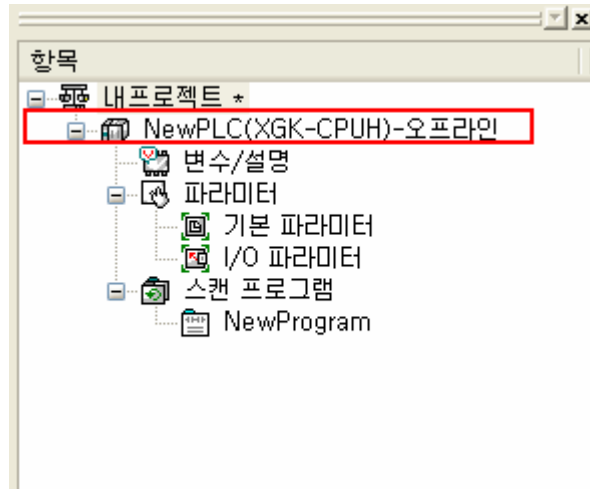 항목
내프로젝트 *
NewPLC(XGK-CPUH)-오프라인
변수/설명
파라미터
기본 파라미터
I/O 파라미터
스캔 프로그램
NewProgram